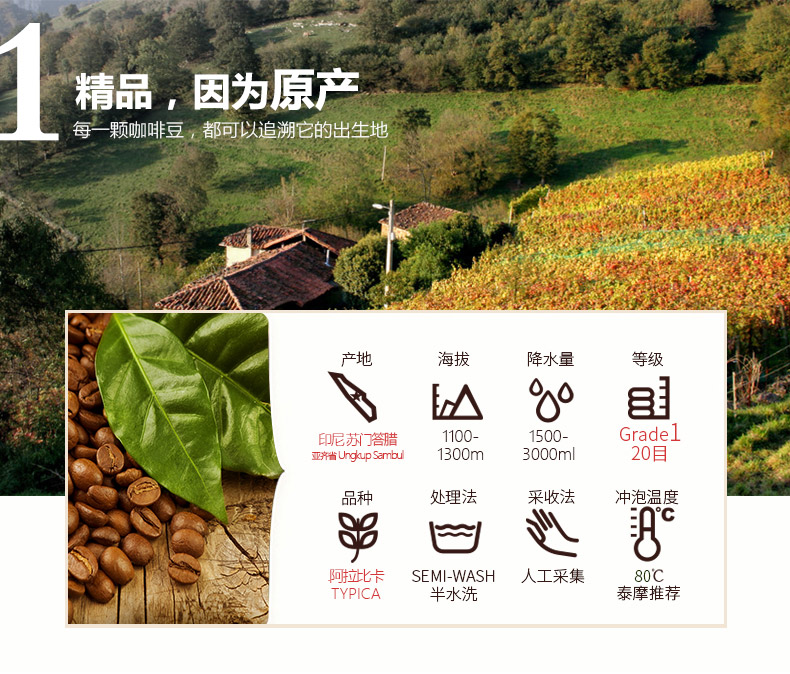 1
精品，因为原产
每一颗咖啡豆，都可以追溯它的出生地
产地
海拔
降水量
等级
印尼 苏门答腊
亚齐省 Ungkup Sambul
1100-
1300m
1500-
3000ml
Grade1
20目
品种
处理法
采收法
冲泡温度
℃
阿拉比卡
TYPICA
SEMI-WASH
半水洗
人工采集
80℃
泰摩推荐